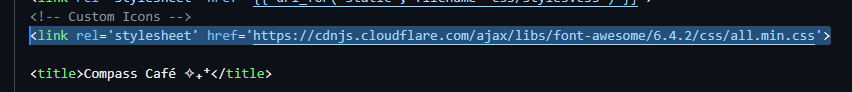 <!-- Custom Icons -->
<link rel='stylesheet' href='https://cdnjs.cloudflare.com/ajax/libs/font-awesome/6.4.2/css/all.min.css'>
<title>Compass Café ✧₊⁺</title>